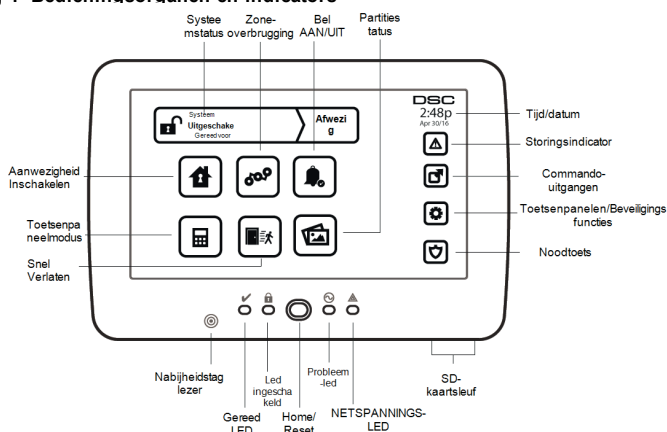 Bedieningsorganen en indicators
Systee
mstatus
Zone-
overbrugging
Bel
AAN/UIT
Partities
tatus
Systeem
Uitgeschake
Gereed voor
Afwezi
g
DSC
2:48p
Apr 30/16
Tijd/datum
Storingsindicator
Commando-
uitgangen
Toetsenpanelen/Beveiligings
functies
Noodtoets
Aanwezigheid
Inschakelen
Toetsenpa
neelmodus
Snel
Verlaten
Nabijheidstag
lezer
Gereed
LED
Led
ingescha
keld
Home/
Reset
Probleem
-led
NETSPANNINGS-
LED
SD-
kaartsleuf